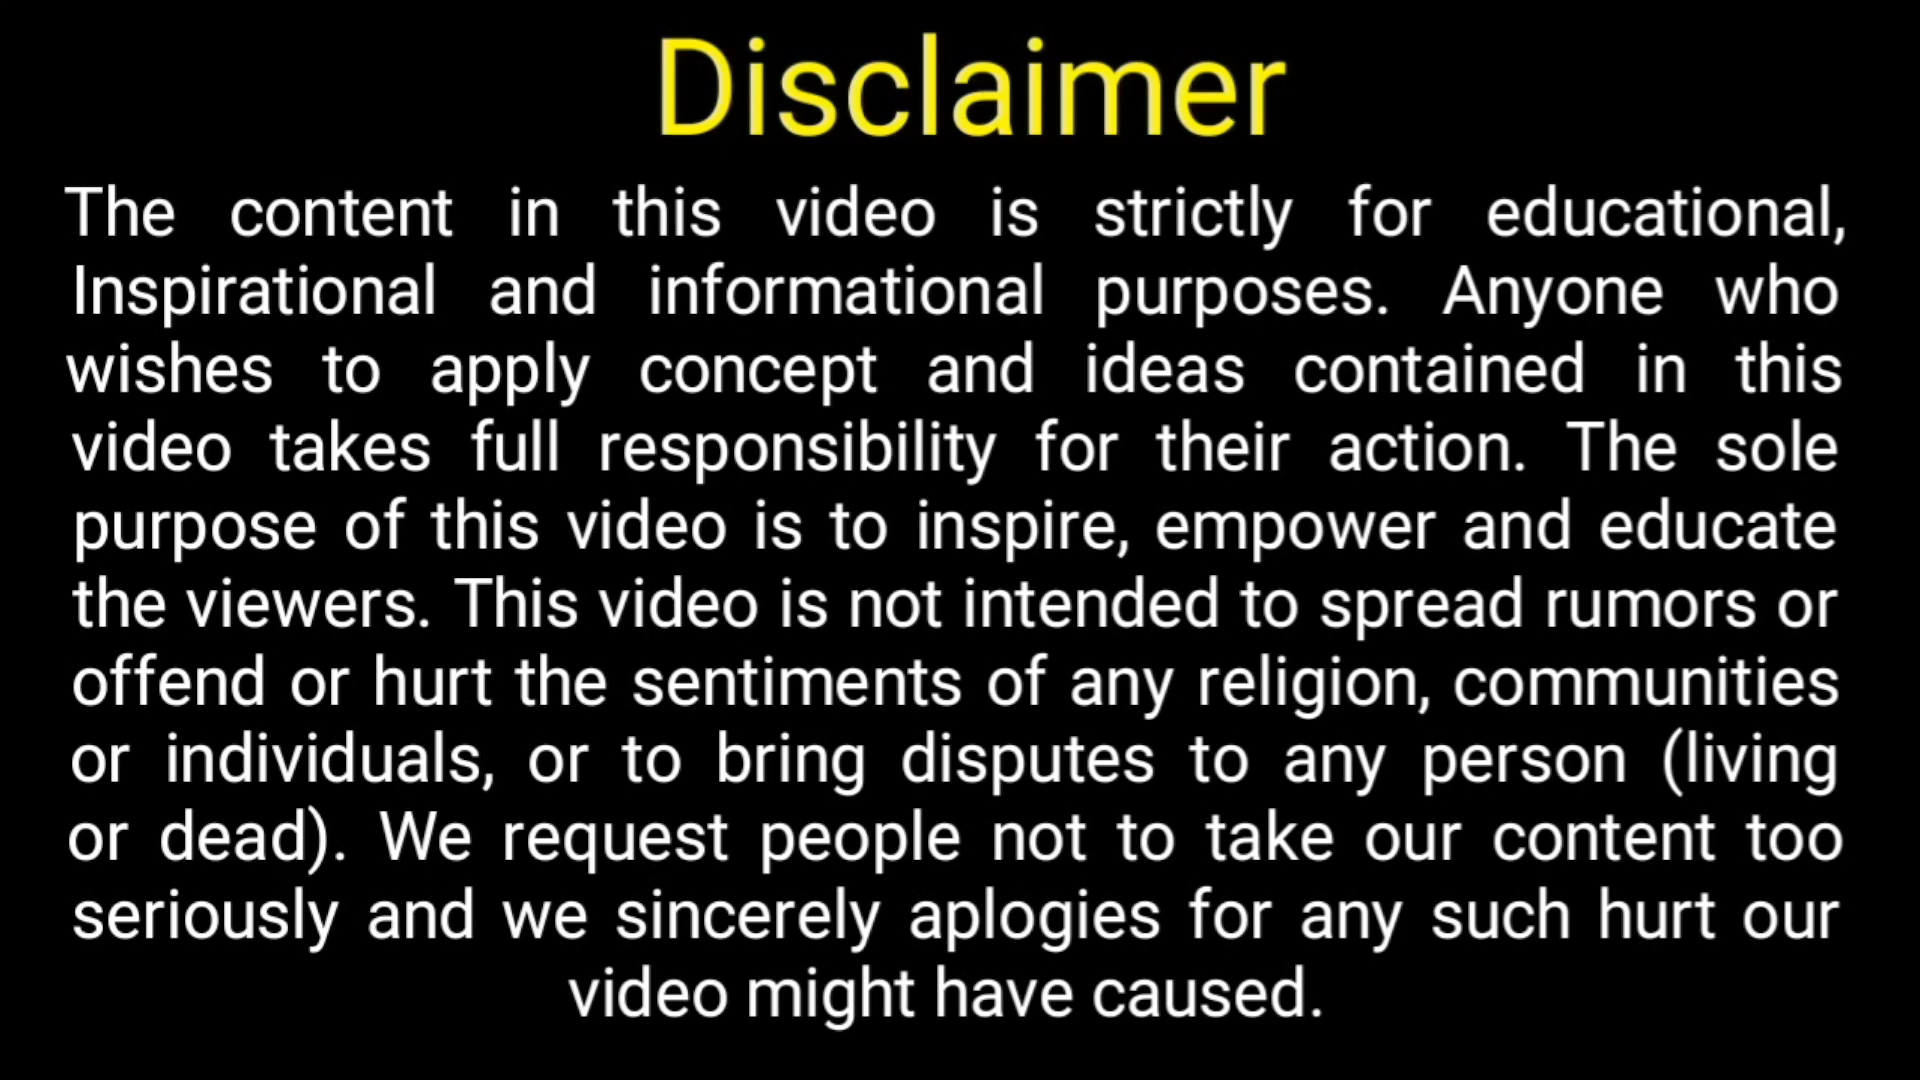 Disclaimer
The content in this video is strictly for educational,
Inspirational and informational purposes. Anyone who
wishes to apply concept and ideas contained in this
video takes full responsibility for their action. The sole
purpose of this video is to inspire, empower and educate
the viewers. This video is not intended to spread rumors or
offend or hurt the sentiments of any religion, communities
or individuals, or to bring disputes to any person (living
or dead). We request people not to take our content too
seriously and we sincerely aplogies for any such hurt our
video might have caused.